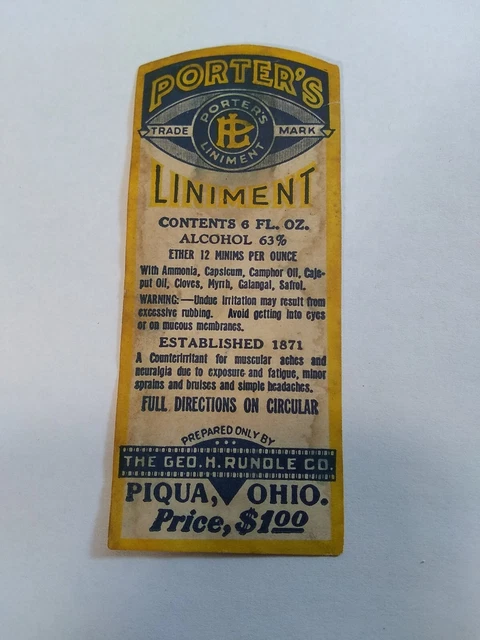 PORTER'S
PORTER'S
TRADE MARK
LINIMENT
LINIMENT
CONTENTS 6 FL. OZ.
ALCOHOL 63%
ETHER 12 MINIMS PER OUNCE
With Ammonia, Capsicum, Camphor Oil, Caje-
put Oil, Cloves, Myrrh, Galangal, Safrol.
WARNING:—Undue irritation may result from
excessive rubbing. Avoid getting into eyes
or on mucous membranes.
ESTABLISHED 1871
A Counterirritant for muscular aches and
neuralgia due to exposure and fatigue, minor
sprains and bruises and simple headaches.
FULL DIRECTIONS ON CIRCULAR
PREPARED ONLY BY
THE GEO. H. RUNDLE CO.
PIQUA, OHIO.
Price, $1.00